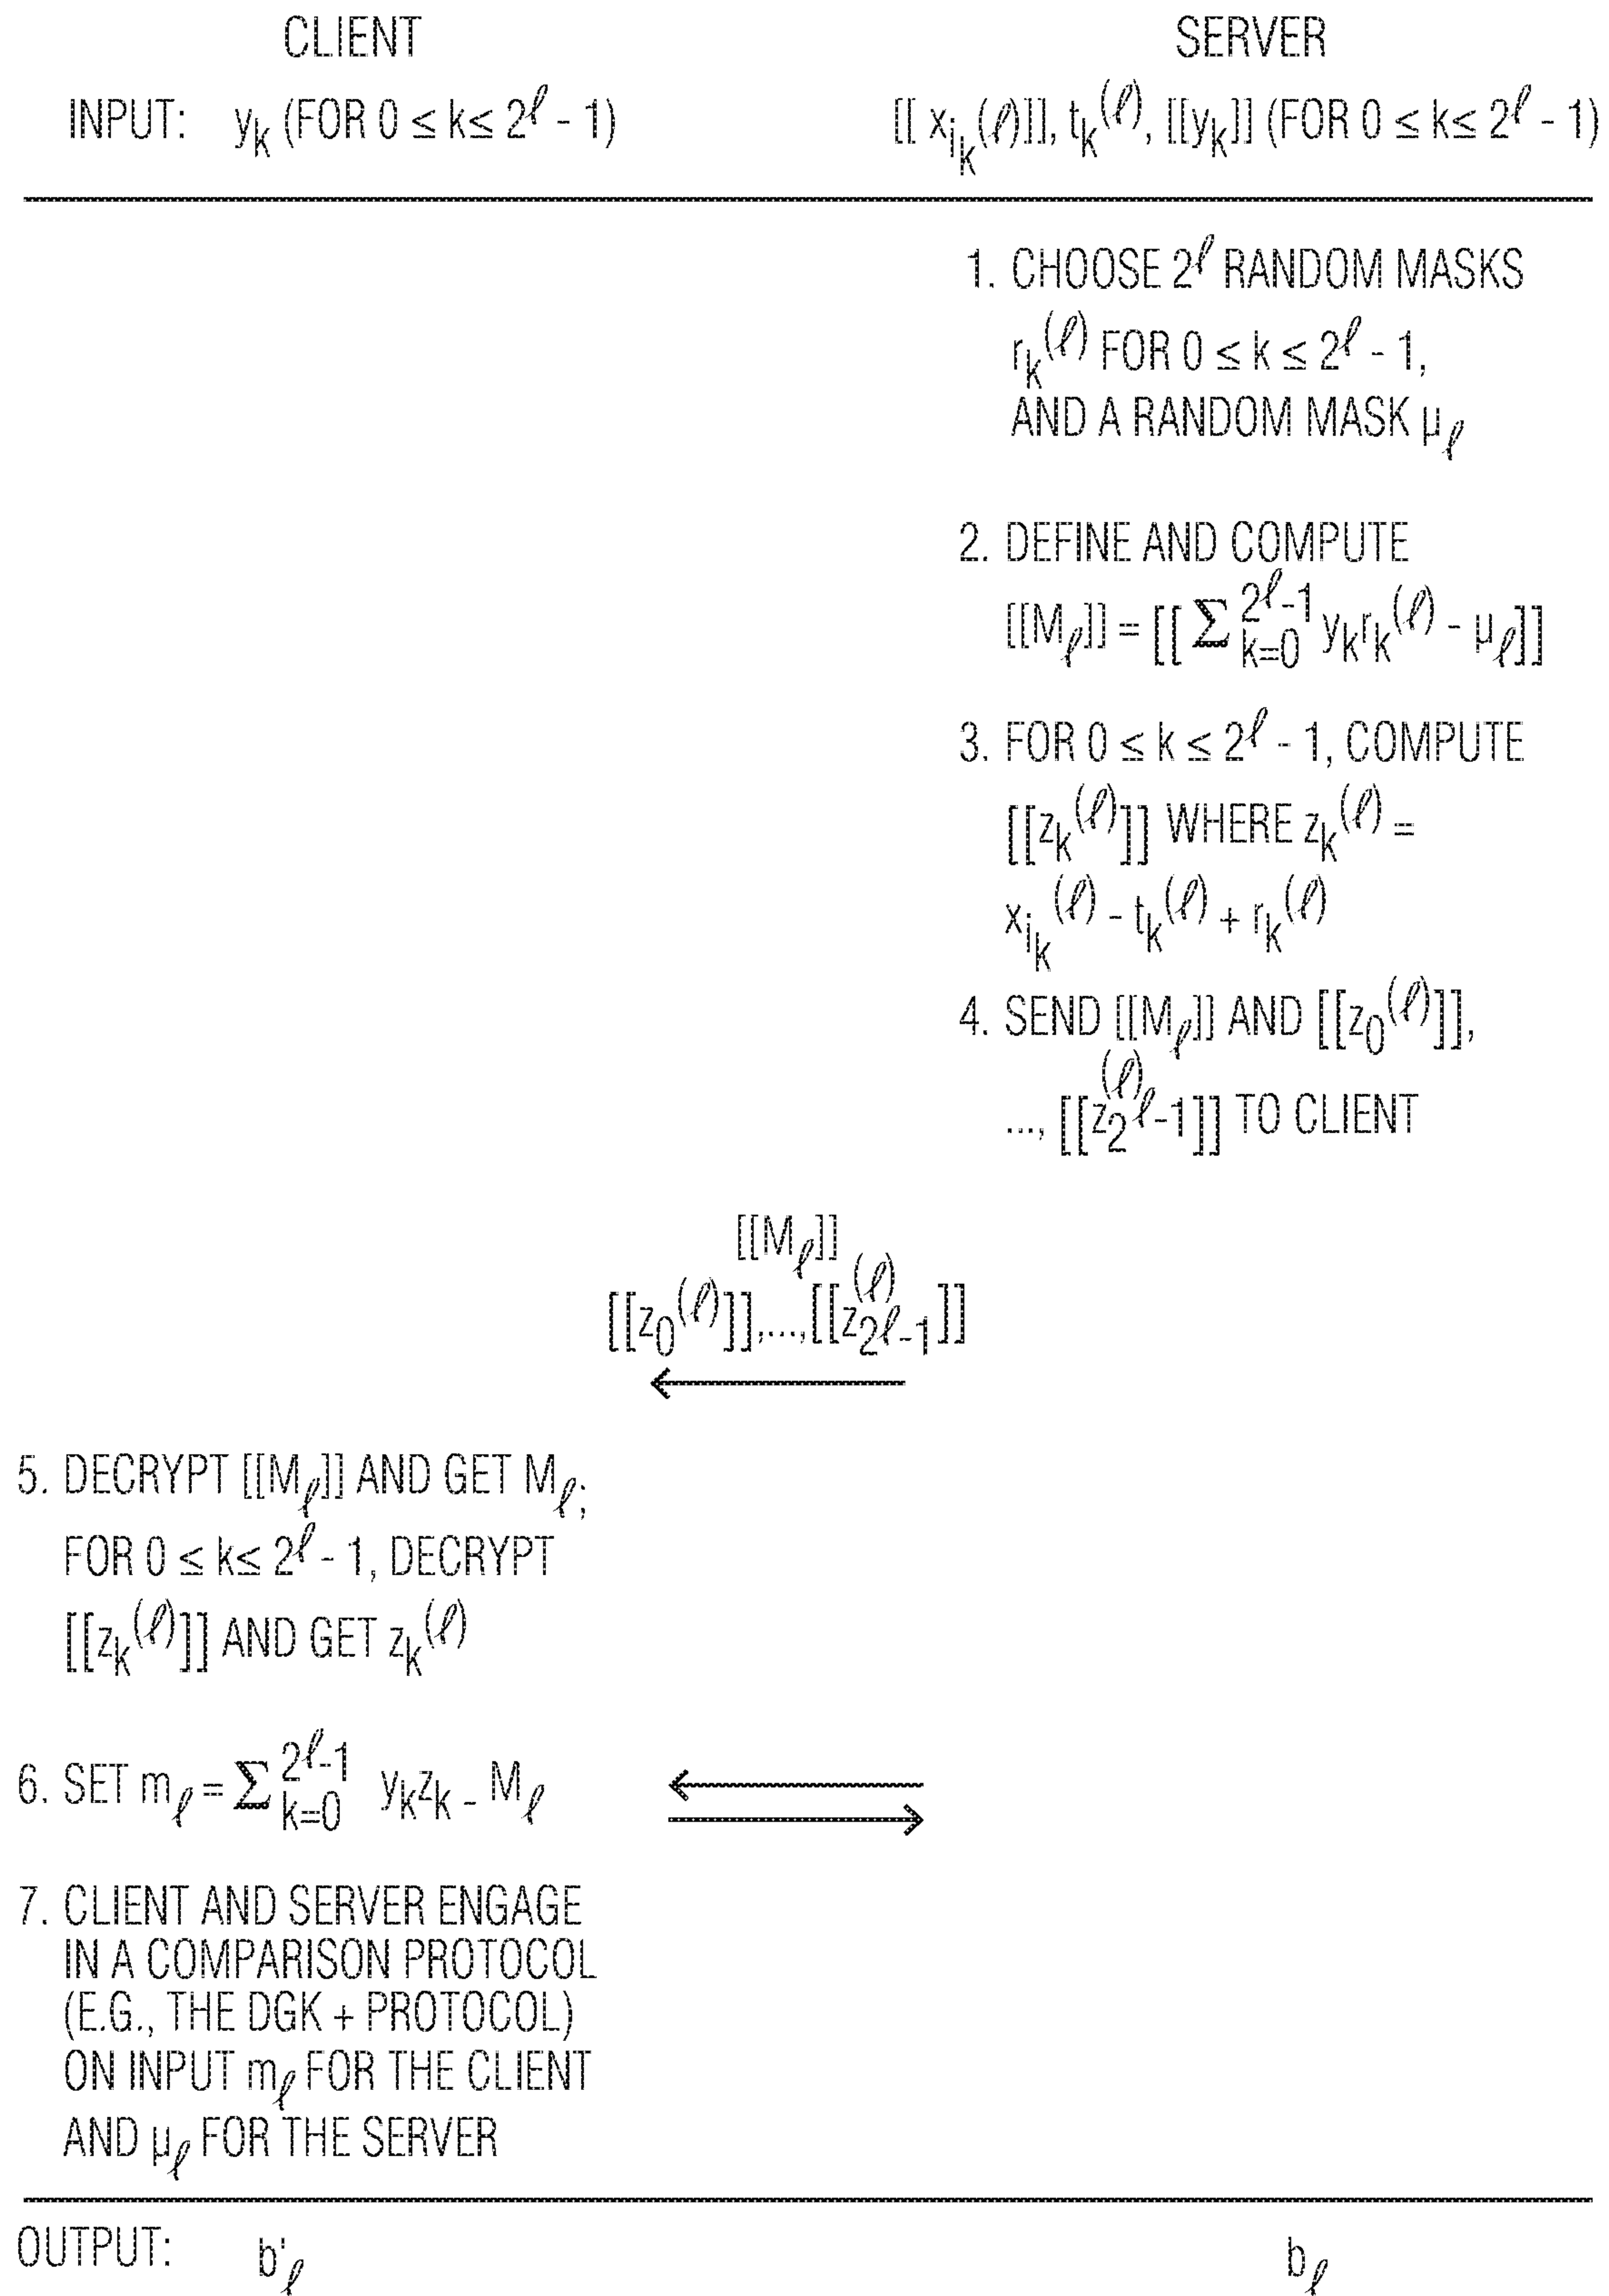 CLIENT SERVER
INPUT: yₖ (FOR 0 ≤ k≤ 2^ℓ - 1) [[ x_{i_k}(ℓ)]], t_k^(ℓ), [[yₖ]] (FOR 0 ≤ k≤ 2^ℓ - 1)
1. CHOOSE 2^ℓ RANDOM MASKS
r_k^(ℓ) FOR 0 ≤ k ≤ 2^ℓ - 1,
AND A RANDOM MASK μ_ℓ
2. DEFINE AND COMPUTE
[[M_ℓ]] = [[ Σ_{k=0}^{2^ℓ-1} y_k r_k^(ℓ) - μ_ℓ]]
3. FOR 0 ≤ k ≤ 2^ℓ - 1, COMPUTE
[[z_k^(ℓ)]] WHERE z_k^(ℓ) =
x_{i_k}^(ℓ) - t_k^(ℓ) + r_k^(ℓ)
4. SEND [[M_ℓ]] AND [[z_0^(ℓ)]],
..., [[z_{2^ℓ-1}^(ℓ)]] TO CLIENT
[[M_ℓ]]
[[z_0^(ℓ)]],...,[[z_{2^ℓ-1}^(ℓ)]]
5. DECRYPT [[M_ℓ]] AND GET M_ℓ;
FOR 0 ≤ k≤ 2^ℓ - 1, DECRYPT
[[z_k^(ℓ)]] AND GET z_k^(ℓ)
6. SET m_ℓ = Σ_{k=0}^{2^ℓ-1} y_k z_k - M_ℓ
7. CLIENT AND SERVER ENGAGE
IN A COMPARISON PROTOCOL
(E.G., THE DGK + PROTOCOL)
ON INPUT m_ℓ FOR THE CLIENT
AND μ_ℓ FOR THE SERVER
OUTPUT: b'_ℓ b_ℓ